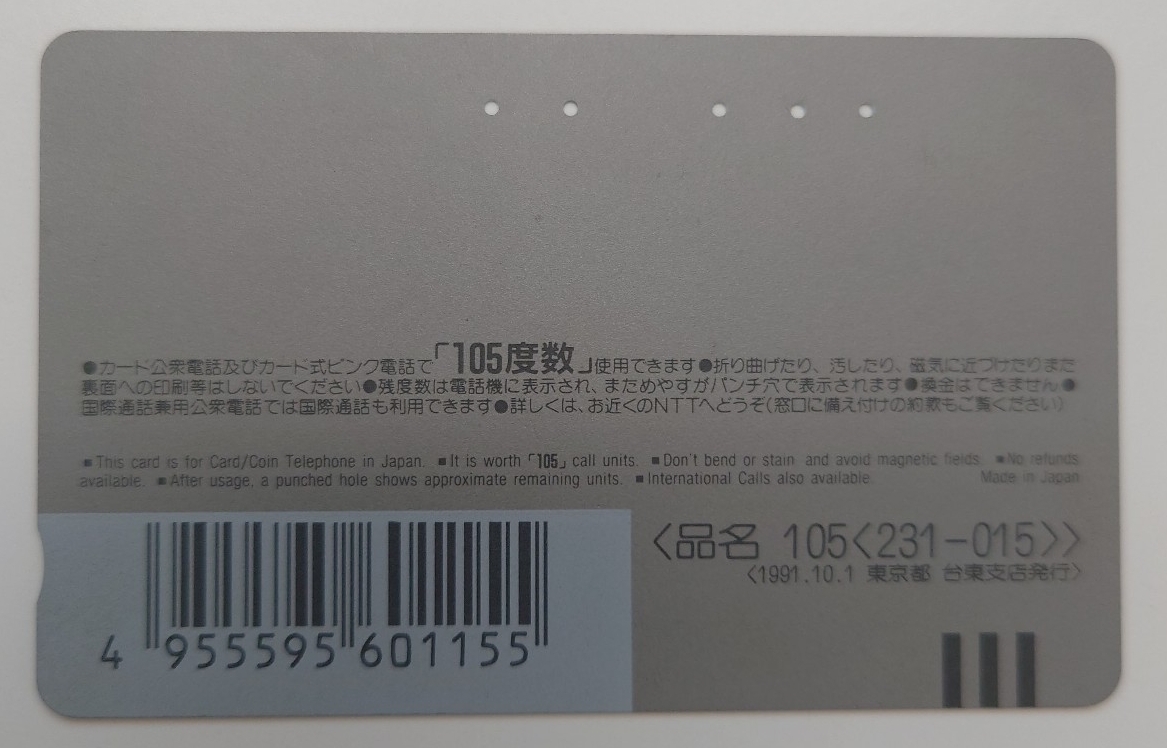 ●カード公衆電話及びカード式ピンク電話で「105度数」使用できます●折り曲げたり、汚したり、磁気に近づけたりまた
裏面への印刷等はしないでください●残度数は電話機に表示され、まためやすがパンチ穴で表示されます●換金はできません●
国際通話兼用公衆電話では国際通話も利用できます●詳しくは、お近くのNTTへどうぞ(窓口に備え付けの約款もご覧ください)
■This card is for Card/Coin Telephone in Japan. ■It is worth「105」call units. ■Don't bend or stain and avoid magnetic fields. ■No refunds
available. ■After usage, a punched hole shows approximate remaining units. ■International Calls also available. Made in Japan
<品名 105<231-015>>
<1991.10.1 東京都 台東支店発行>
4 955595 601155